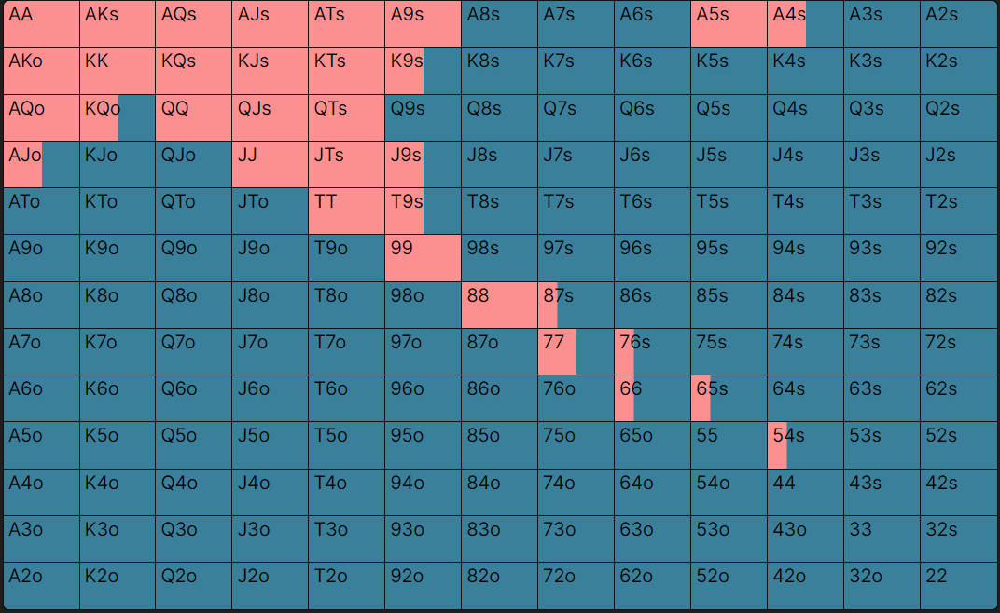 AA AKs AQs AJs ATs A9s A8s A7s A6s A5s A4s A3s A2s
AKo KK KQs KJs KTs K9s K8s K7s K6s K5s K4s K3s K2s
AQo KQo QQ QJs QTs Q9s Q8s Q7s Q6s Q5s Q4s Q3s Q2s
AJo KJo QJo JJ JTs J9s J8s J7s J6s J5s J4s J3s J2s
ATo KTo QTo JTo TT T9s T8s T7s T6s T5s T4s T3s T2s
A9o K9o Q9o J9o T9o 99 98s 97s 96s 95s 94s 93s 92s
A8o K8o Q8o J8o T8o 98o 88 87s 86s 85s 84s 83s 82s
A7o K7o Q7o J7o T7o 97o 87o 77 76s 75s 74s 73s 72s
A6o K6o Q6o J6o T6o 96o 86o 76o 66 65s 64s 63s 62s
A5o K5o Q5o J5o T5o 95o 85o 75o 65o 55 54s 53s 52s
A4o K4o Q4o J4o T4o 94o 84o 74o 64o 54o 44 43s 42s
A3o K3o Q3o J3o T3o 93o 83o 73o 63o 53o 43o 33 32s
A2o K2o Q2o J2o T2o 92o 82o 72o 62o 52o 42o 32o 22